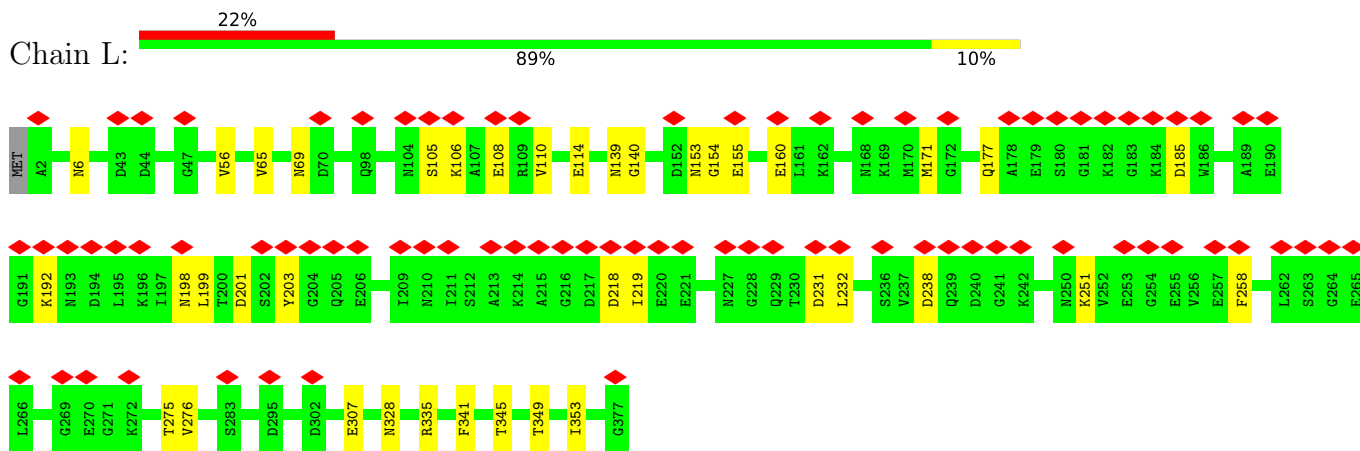 22%
Chain L:
89% 10%
MET A2 N6 D43 D44 G47 V56 V65 N69 D70 Q98 N104 S105 K106 A107 E108 R109 V110 E114 N139 G140 D152 N153 G154 E155 E160 L161 K162 N168 K169 M170 M171 G172 Q177 A178 E179 S180 G181 K182 G183 K184 D185 W186 A189 E190
G191 K192 N193 D194 L195 K196 I197 N198 L199 T200 D201 S202 Y203 G204 Q205 E206 I209 N210 I211 S212 A213 K214 A215 G216 D217 D218 I219 E220 E221 N227 G228 Q229 T230 D231 L232 S236 V237 D238 Q239 D240 G241 K242 N250 K251 V252 E253 G254 E255 V256 E257 F258 L262 S263 G264 E265
L266 G269 E270 G271 K272 T275 V276 S283 D295 D302 E307 N328 R335 F341 T345 T349 I353 G377